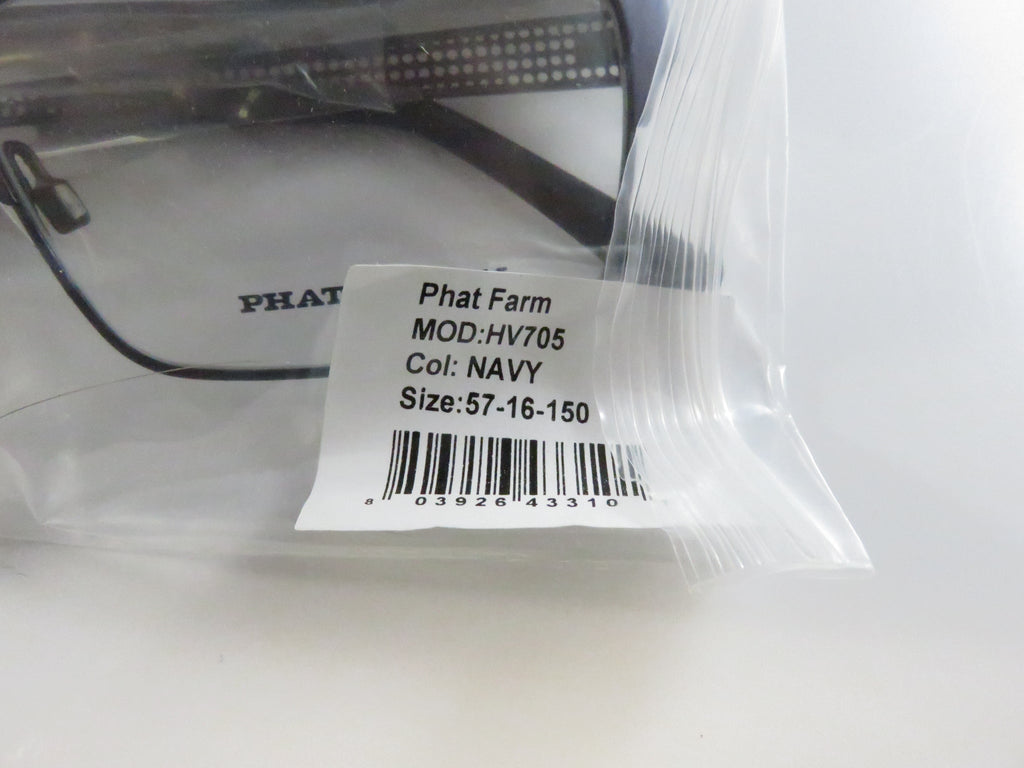 PHAT
Phat Farm
MOD:HV705
Col: NAVY
Size:57-16-150
8 03926 43310